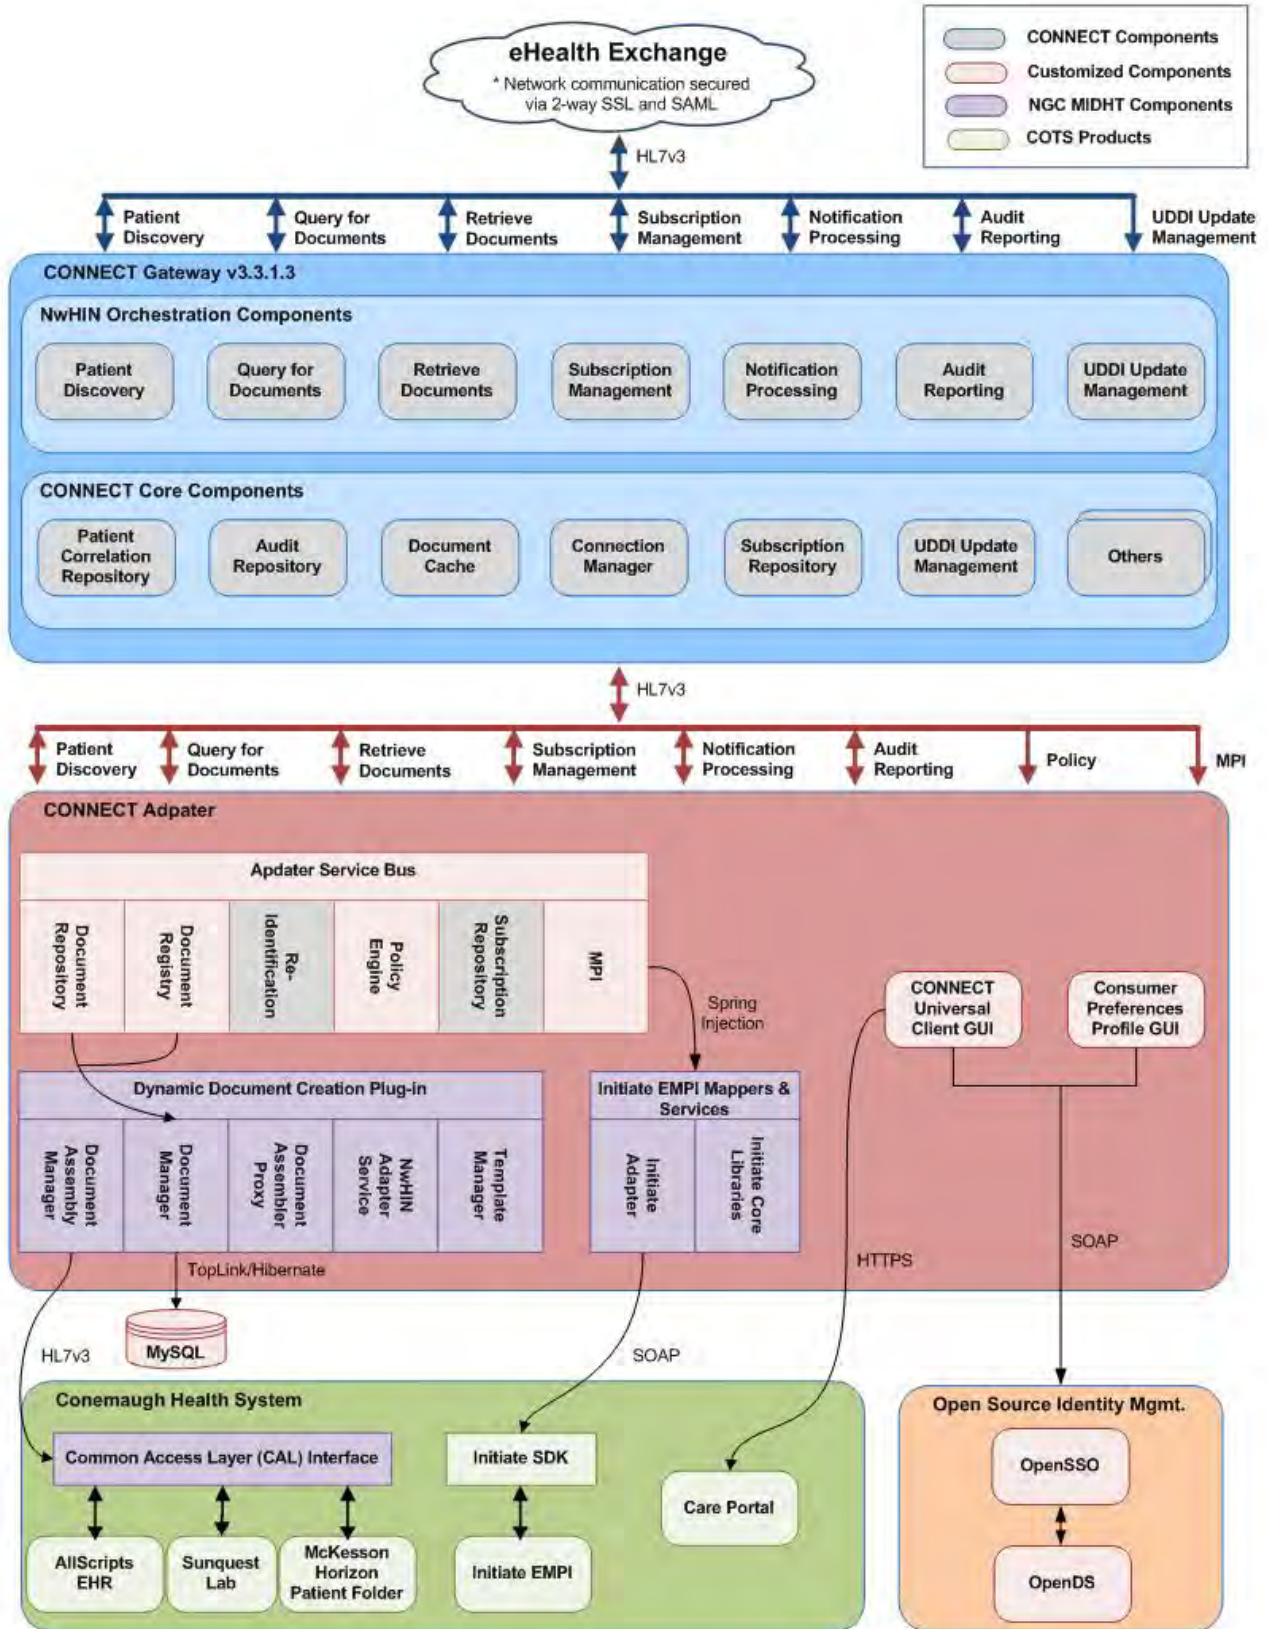 eHealth Exchange
* Network communication secured
via 2-way SSL and SAML
CONNECT Components
Customized Components
NGC MIDHT Components
COTS Products
HL7v3
Patient
Discovery
Query for
Documents
Retrieve
Documents
Subscription
Management
Notification
Processing
Audit
Reporting
UDDI Update
Management
CONNECT Gateway v3.3.1.3
NwHIN Orchestration Components
Patient
Discovery
Query for
Documents
Retrieve
Documents
Subscription
Management
Notification
Processing
Audit
Reporting
UDDI Update
Management
CONNECT Core Components
Patient
Correlation
Repository
Audit
Repository
Document
Cache
Connection
Manager
Subscription
Repository
UDDI Update
Management
Others
HL7v3
Patient
Discovery
Query for
Documents
Retrieve
Documents
Subscription
Management
Notification
Processing
Audit
Reporting
Policy
MPI
CONNECT Adpater
Apdater Service Bus
Document
Repository
Document
Registry
Re-
Identification
Policy
Engine
Subscription
Repository
MPI
Spring
Injection
CONNECT
Universal
Client GUI
Consumer
Preferences
Profile GUI
Dynamic Document Creation Plug-in
Document
Assembly
Manager
Document
Manager
Document
Assembler
Proxy
NwHIN
Adapter
Service
Template
Manager
Initiate EMPI Mappers &
Services
Initiate
Adapter
Initiate Core
Libraries
TopLink/Hibernate
HTTPS
SOAP
MySQL
HL7v3
SOAP
Conemaugh Health System
Common Access Layer (CAL) Interface
AllScripts
EHR
Sunquest
Lab
McKesson
Horizon
Patient Folder
Initiate SDK
Initiate EMPI
Care Portal
Open Source Identity Mgmt.
OpenSSO
OpenDS